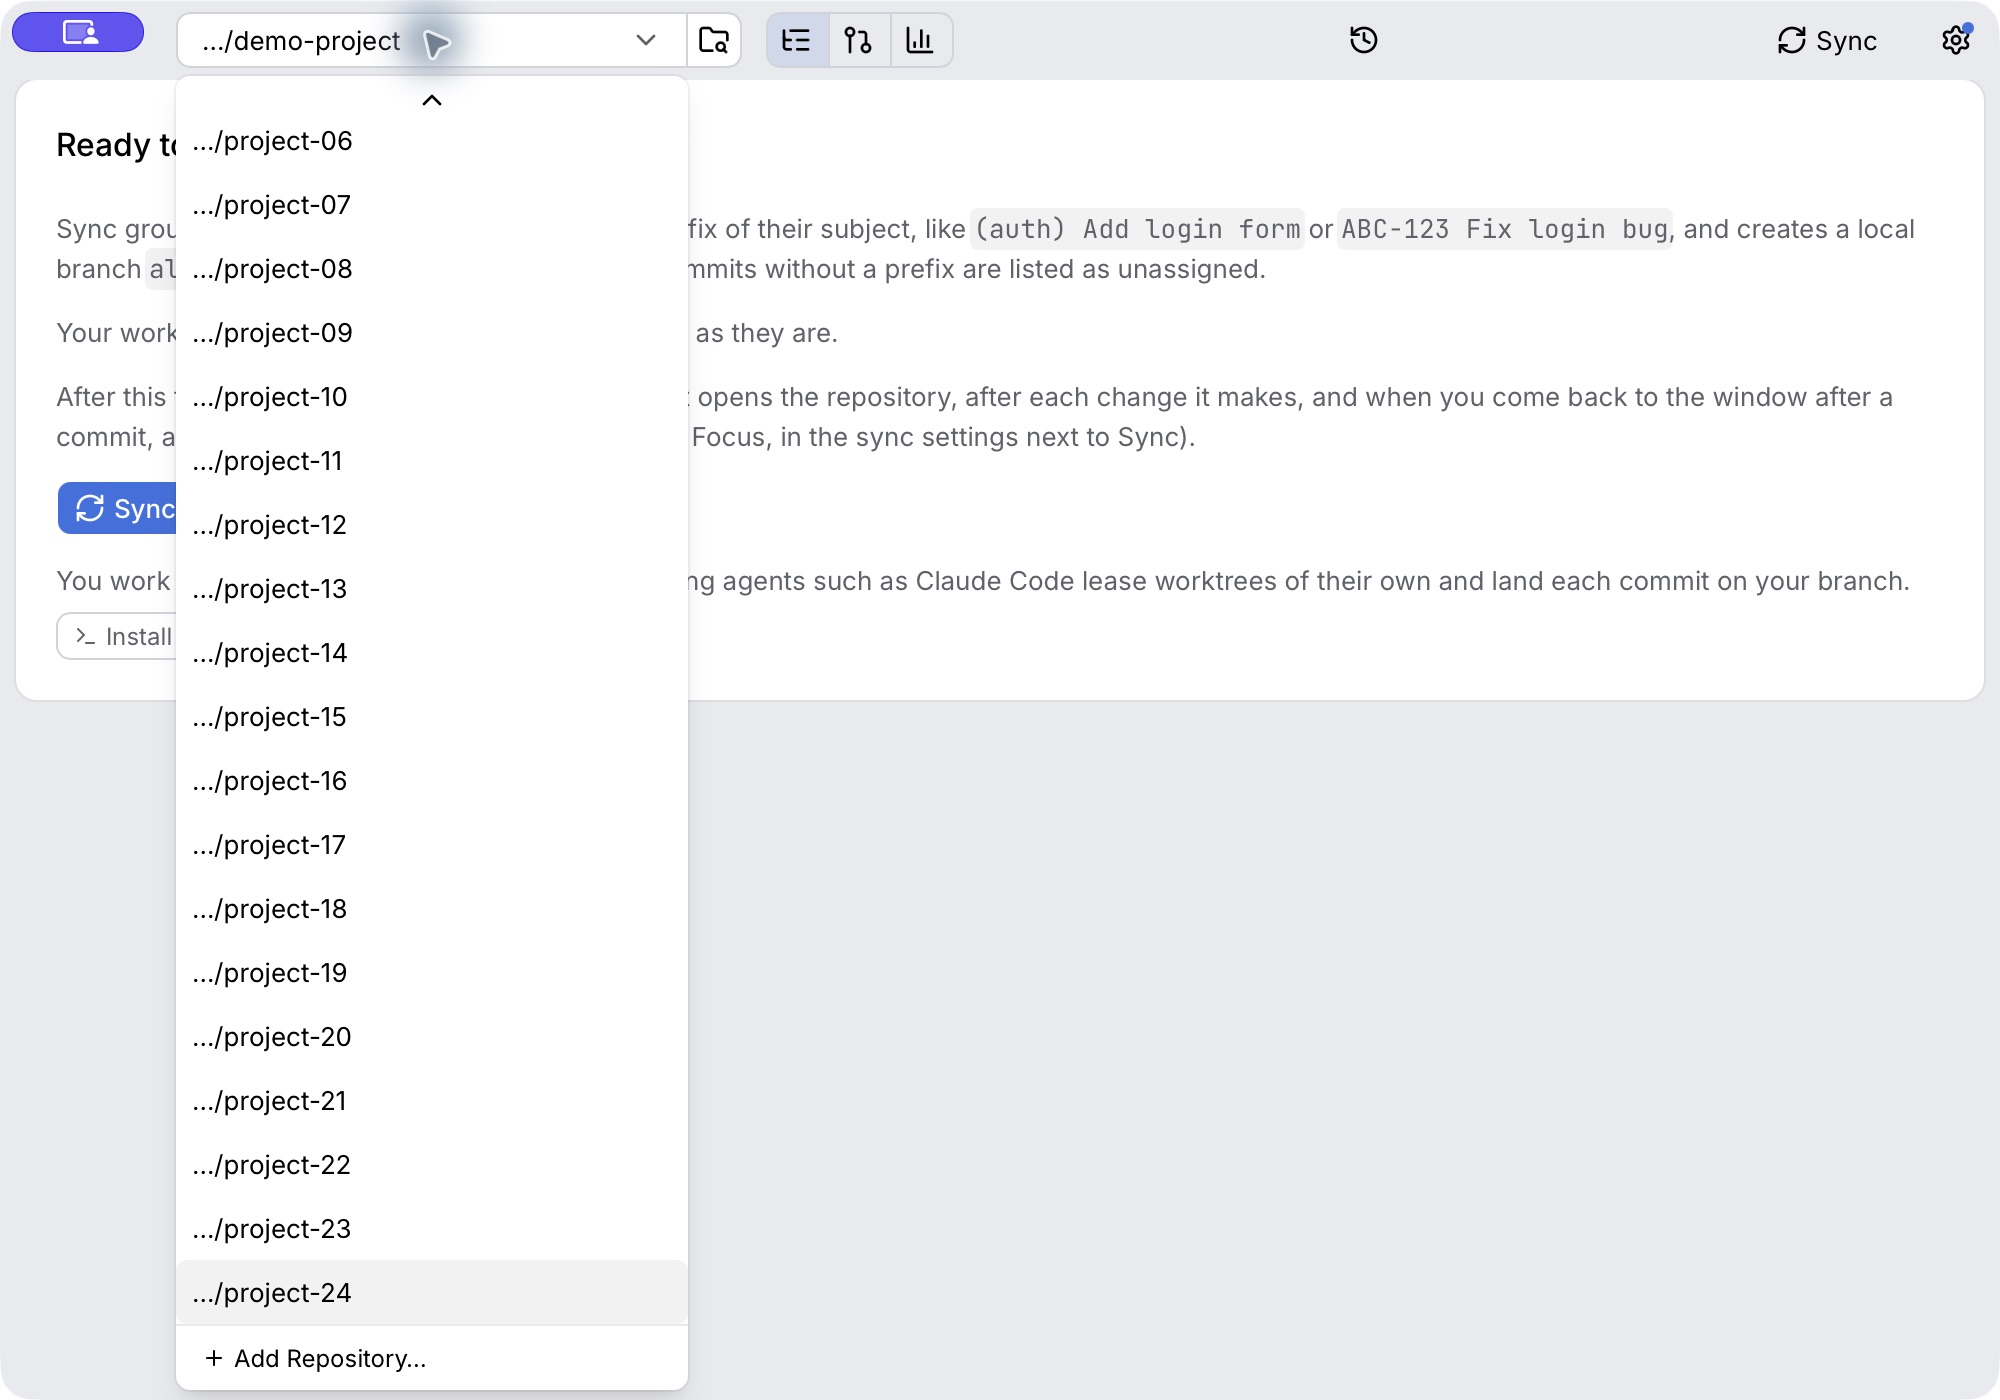 .../demo-project
Sync
Ready to
Sync grou
fix of their subject, like (auth) Add login form or ABC-123 Fix login bug, and creates a local
branch al
mmits without a prefix are listed as unassigned.
Your work
as they are.
After this
opens the repository, after each change it makes, and when you come back to the window after a
commit, a
Focus, in the sync settings next to Sync).
Sync
You work
ng agents such as Claude Code lease worktrees of their own and land each commit on your branch.
>_ Install
.../project-06
.../project-07
.../project-08
.../project-09
.../project-10
.../project-11
.../project-12
.../project-13
.../project-14
.../project-15
.../project-16
.../project-17
.../project-18
.../project-19
.../project-20
.../project-21
.../project-22
.../project-23
.../project-24
+ Add Repository...